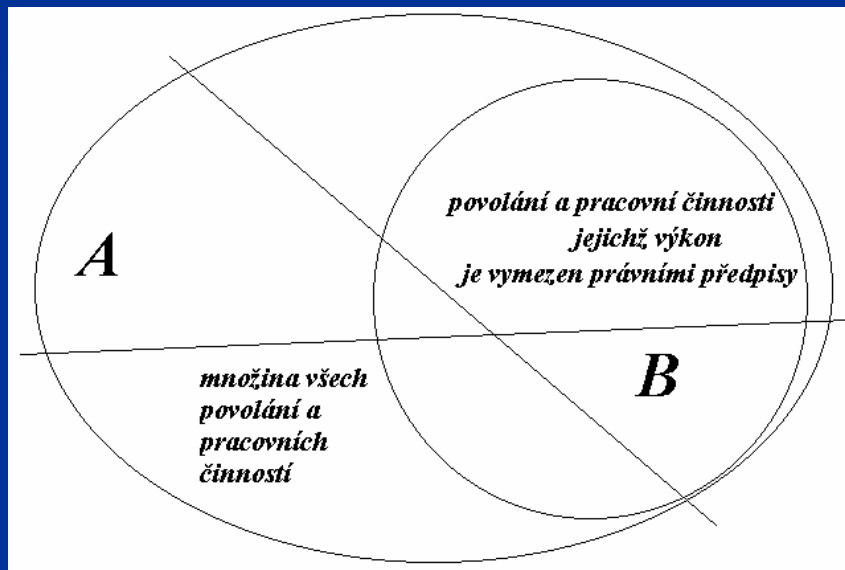 povolání a pracovní činnosti
jejichž výkon
je vymezen právními předpisy
A
B
množina všech
povolání a
pracovních
činností